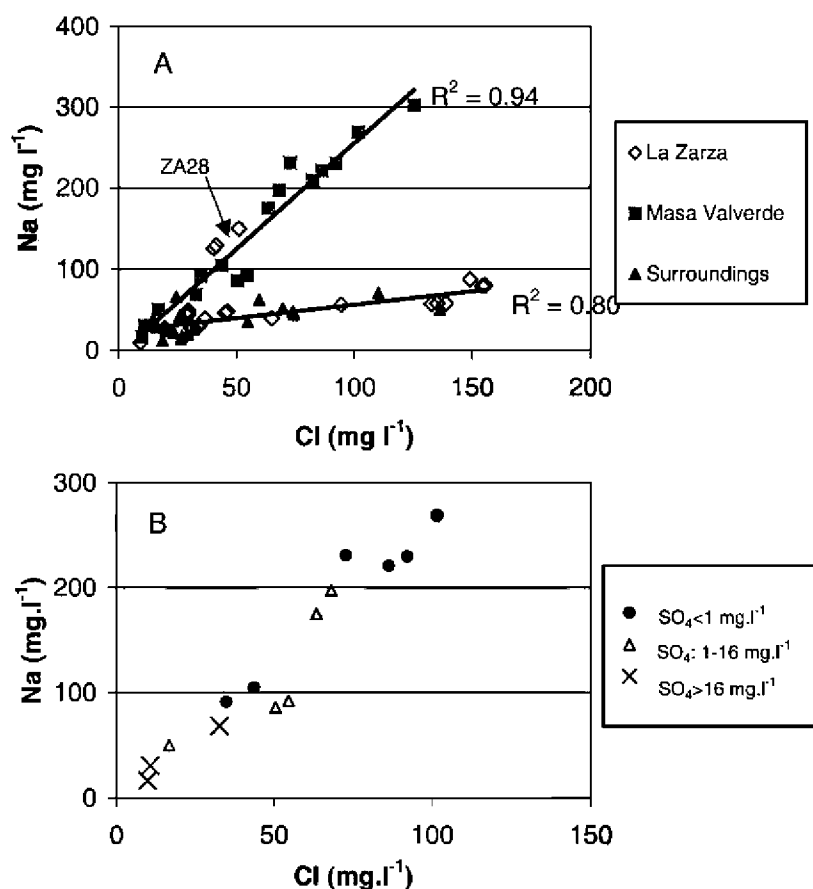 A
400
300
200
100
0
Na (mg l⁻¹)
R² = 0.94
ZA28
R² = 0.80
0 50 100 150 200
Cl (mg l⁻¹)
La Zarza
Masa Valverde
Surroundings
B
300
200
100
0
Na (mg.l⁻¹)
0 50 100 150
Cl (mg.l⁻¹)
SO₄<1 mg.l⁻¹
SO₄: 1-16 mg.l⁻¹
SO₄>16 mg.l⁻¹